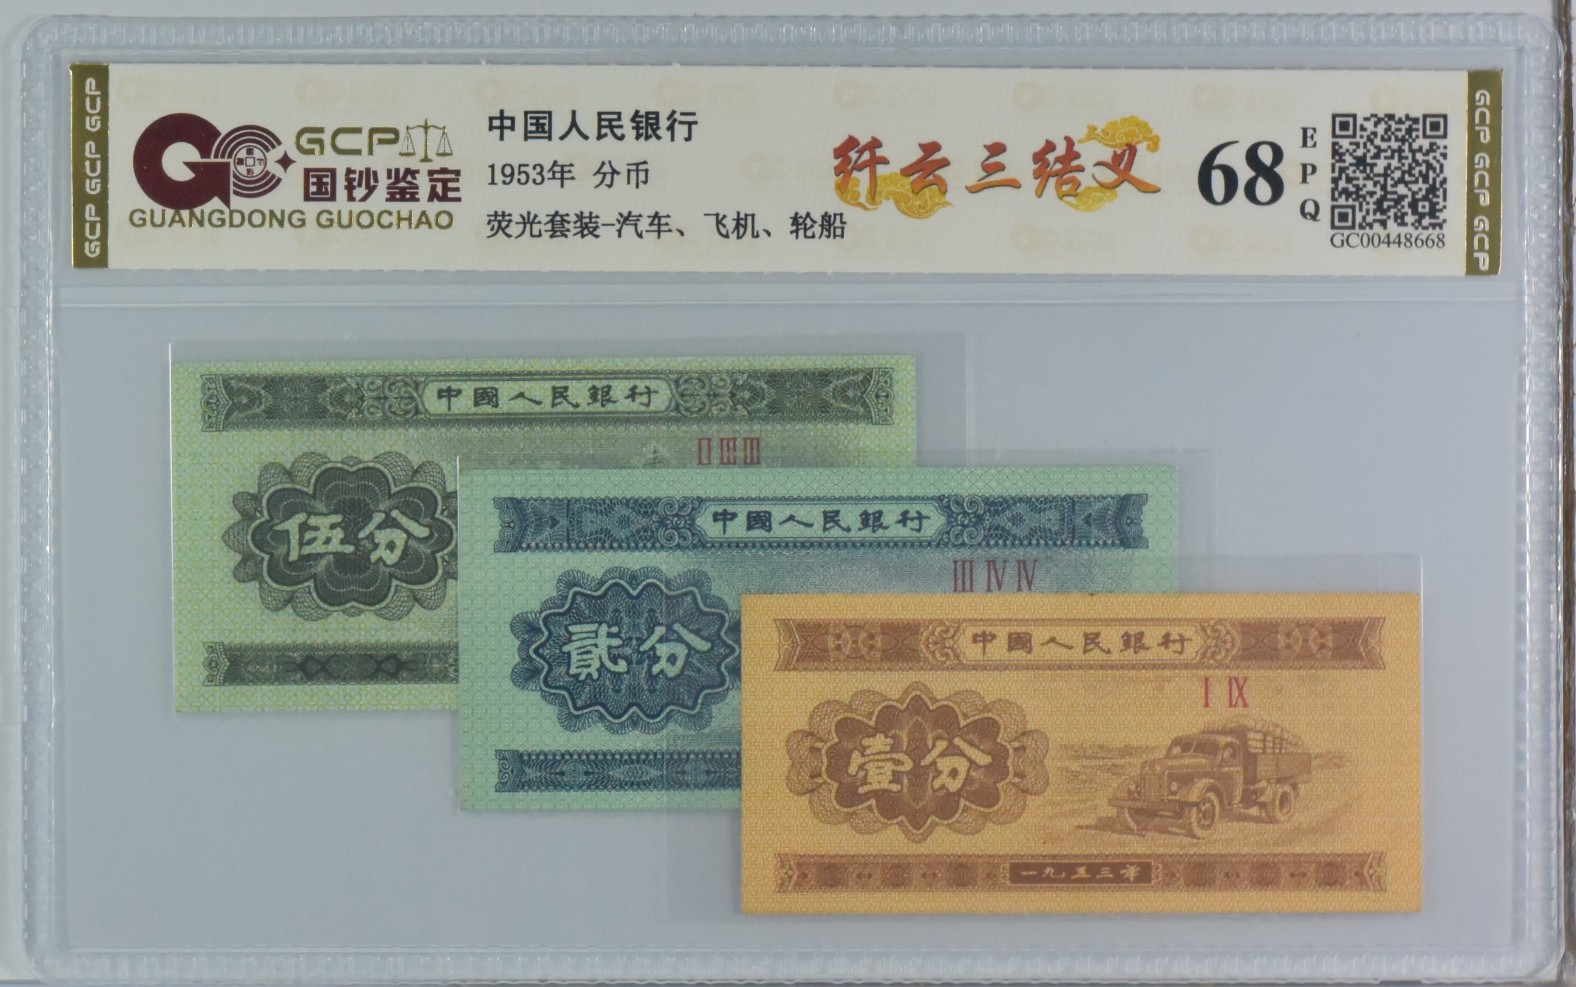 GCP GCP GCP
GCP
国钞鉴定
GUANGDONG GUOCHAO
中国人民银行
1953年 分币
荧光套装-汽车、飞机、轮船
纤云三结义
68
EPQ
GC00448668
GCP GCP GCP
中國人民銀行
伍分
中國人民銀行
III IV IV
貳分
中國人民銀行
I IX
壹分
一九五三年